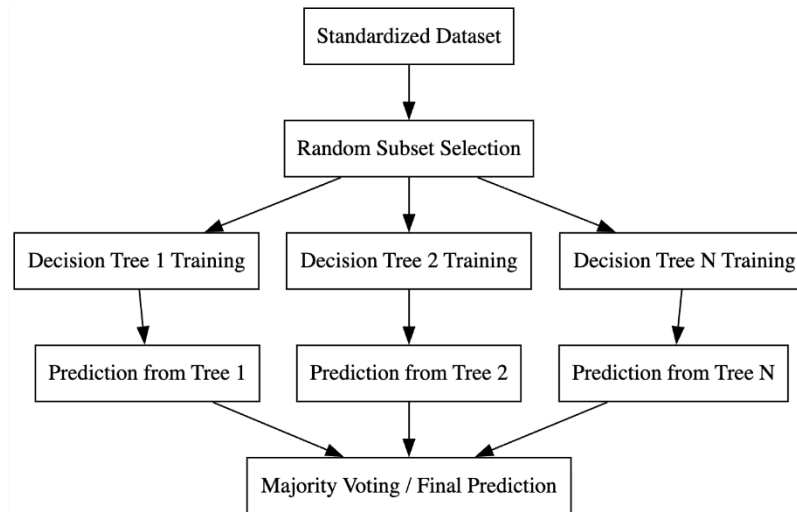 Standardized Dataset
Random Subset Selection
Decision Tree 1 Training
Decision Tree 2 Training
Decision Tree N Training
Prediction from Tree 1
Prediction from Tree 2
Prediction from Tree N
Majority Voting / Final Prediction